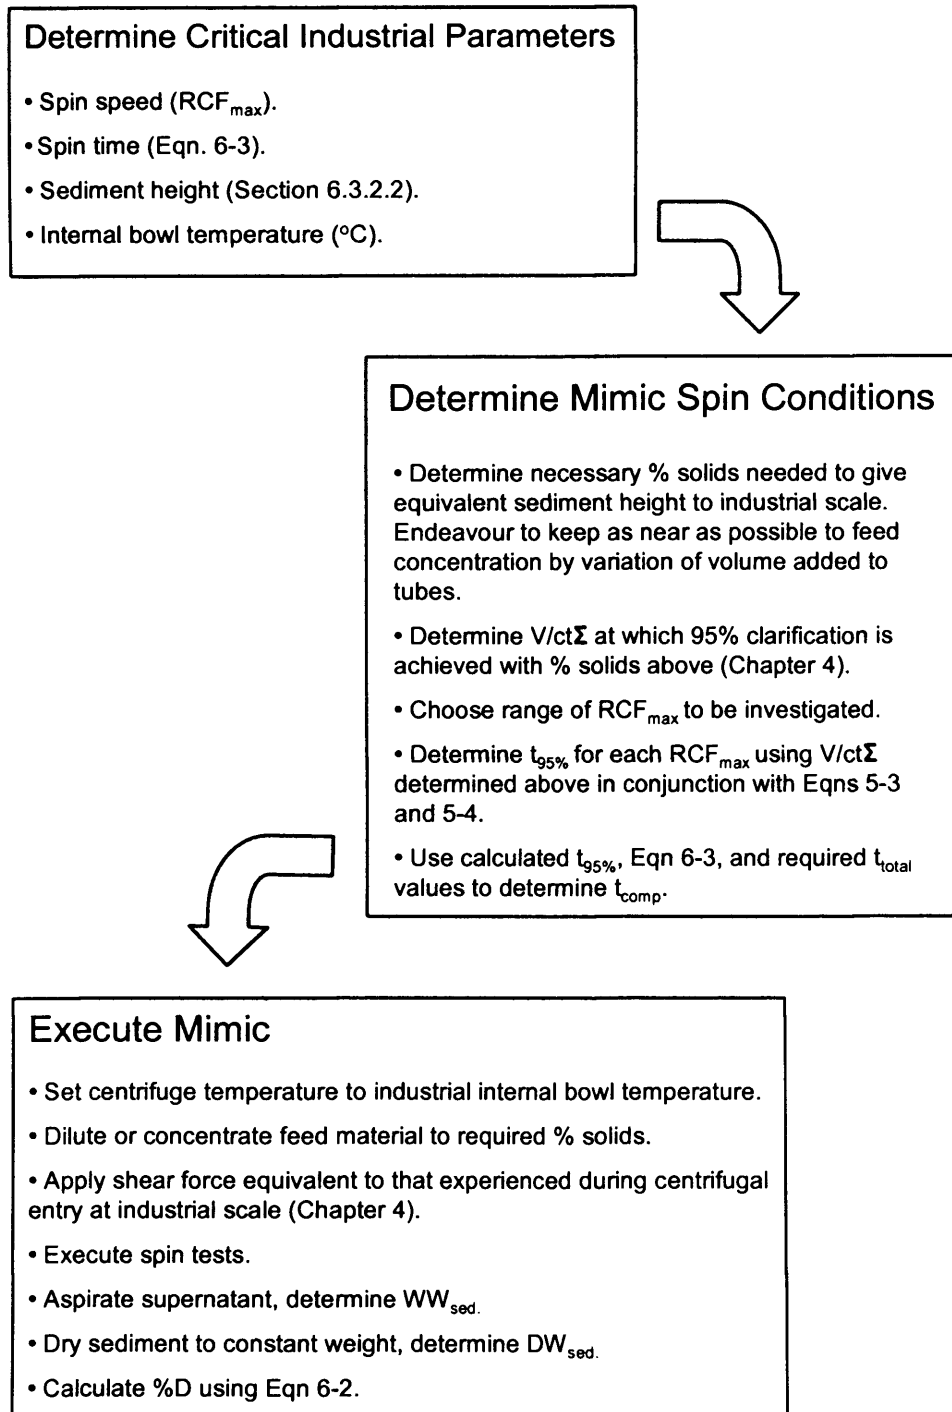 Determine Critical Industrial Parameters
• Spin speed (RCFmax).
• Spin time (Eqn. 6-3).
• Sediment height (Section 6.3.2.2).
• Internal bowl temperature (ºC).
Determine Mimic Spin Conditions
• Determine necessary % solids needed to give
equivalent sediment height to industrial scale.
Endeavour to keep as near as possible to feed
concentration by variation of volume added to
tubes.
• Determine V/ctΣ at which 95% clarification is
achieved with % solids above (Chapter 4).
• Choose range of RCFmax to be investigated.
• Determine t95% for each RCFmax using V/ctΣ
determined above in conjunction with Eqns 5-3
and 5-4.
• Use calculated t95%, Eqn 6-3, and required ttotal
values to determine tcomp.
Execute Mimic
• Set centrifuge temperature to industrial internal bowl temperature.
• Dilute or concentrate feed material to required % solids.
• Apply shear force equivalent to that experienced during centrifugal
entry at industrial scale (Chapter 4).
• Execute spin tests.
• Aspirate supernatant, determine WWsed.
• Dry sediment to constant weight, determine DWsed.
• Calculate %D using Eqn 6-2.